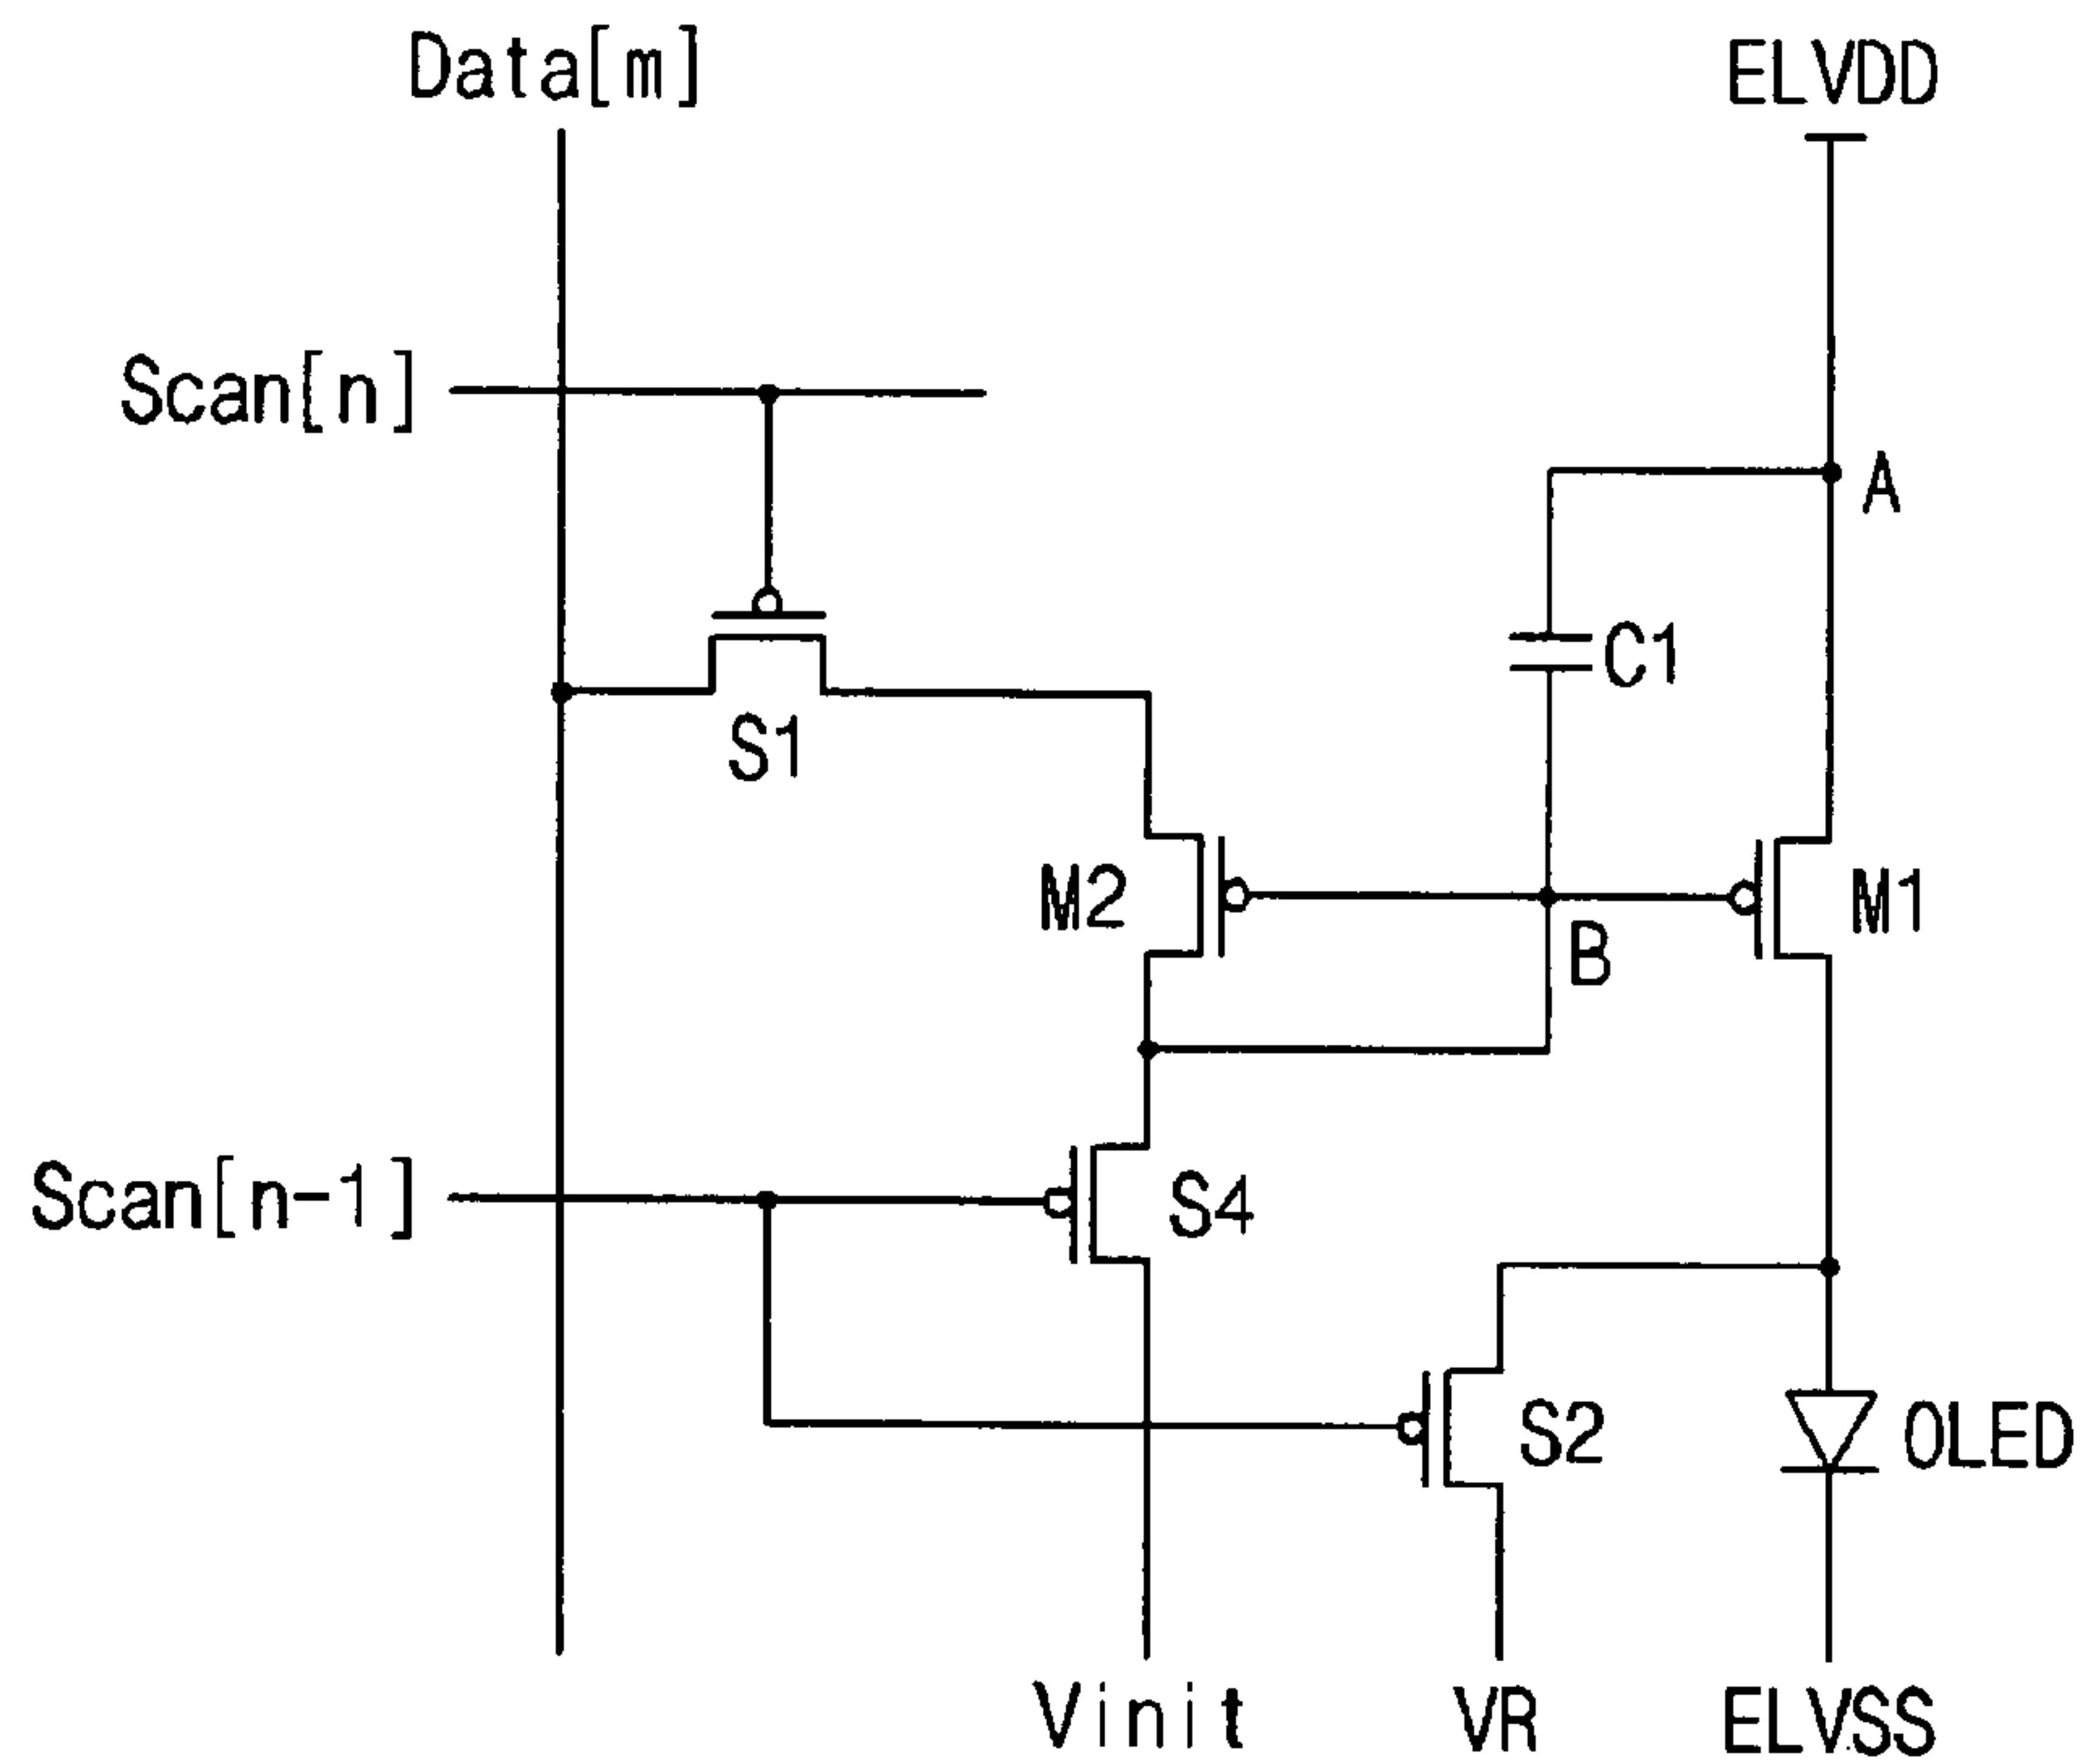 Data[m]
ELVDD
Scan[n]
A
C1
S1
M2
M1
B
Scan[n-1]
S4
S2
OLED
Vinit
VR
ELVSS